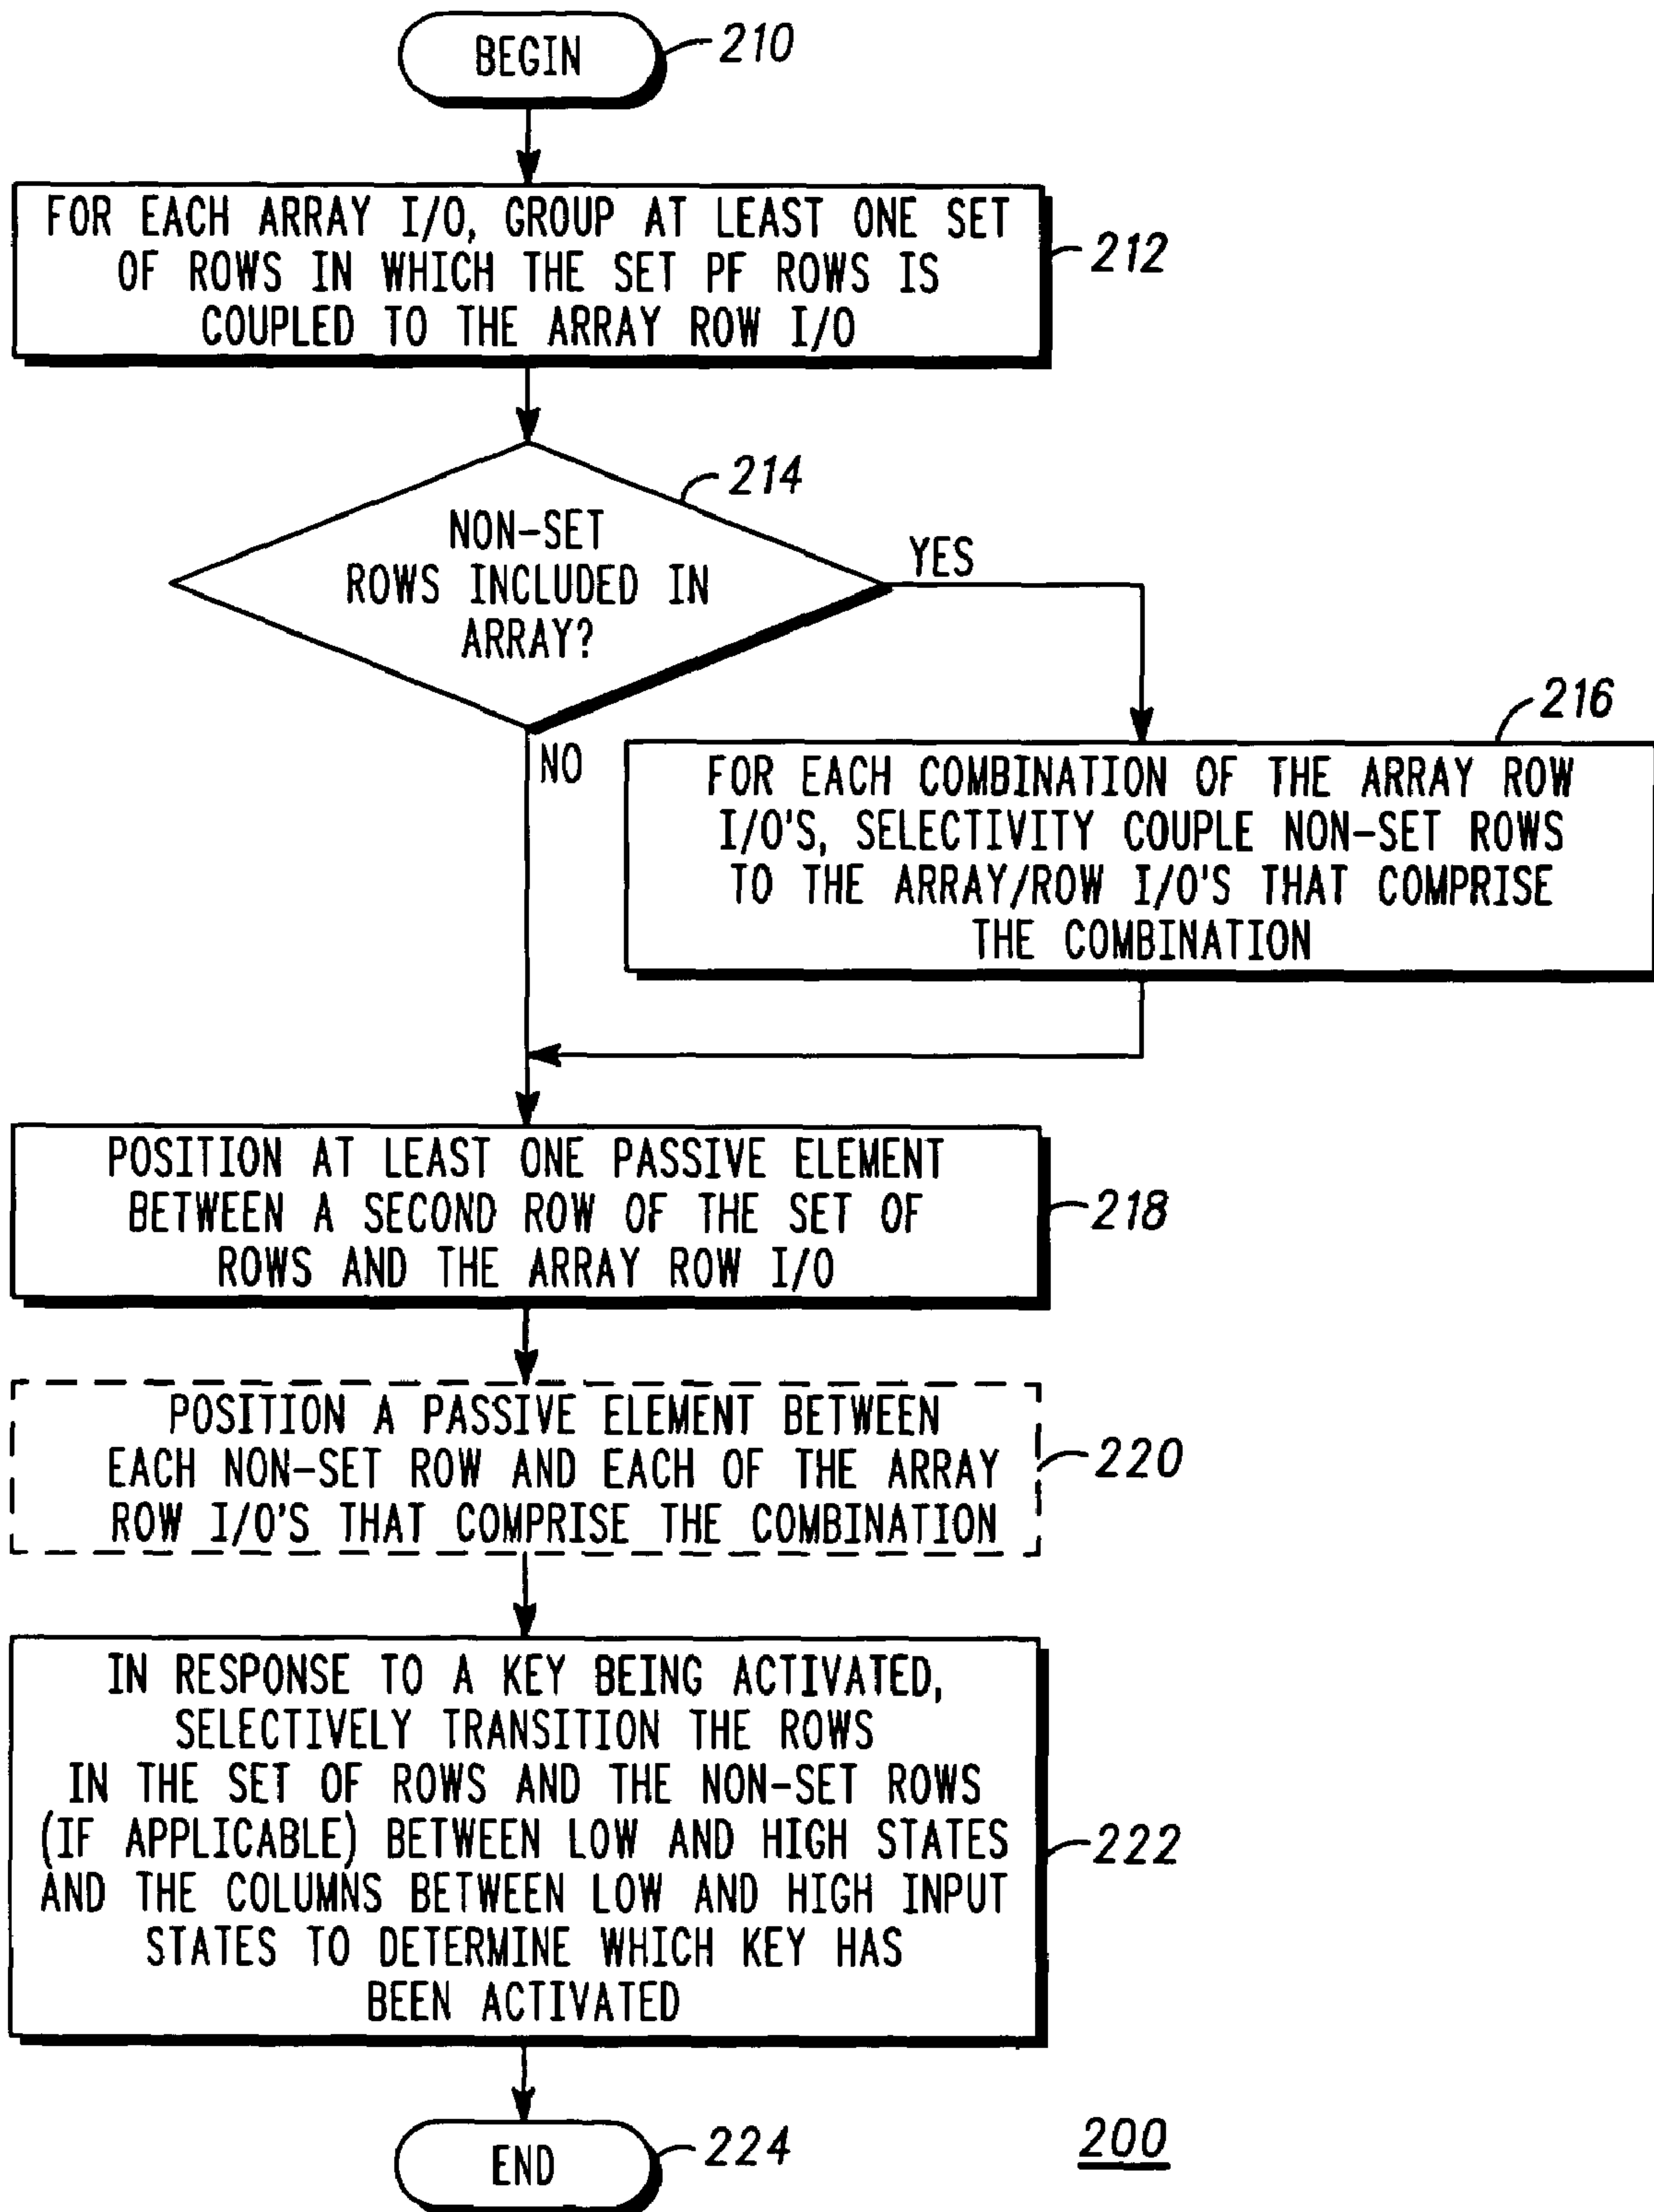 BEGIN
210
FOR EACH ARRAY I/O, GROUP AT LEAST ONE SET
OF ROWS IN WHICH THE SET PF ROWS IS
COUPLED TO THE ARRAY ROW I/O
212
214
NON-SET
ROWS INCLUDED IN
ARRAY?
YES
NO
216
FOR EACH COMBINATION OF THE ARRAY ROW
I/O'S, SELECTIVITY COUPLE NON-SET ROWS
TO THE ARRAY/ROW I/O'S THAT COMPRISE
THE COMBINATION
POSITION AT LEAST ONE PASSIVE ELEMENT
BETWEEN A SECOND ROW OF THE SET OF
ROWS AND THE ARRAY ROW I/O
218
POSITION A PASSIVE ELEMENT BETWEEN
EACH NON-SET ROW AND EACH OF THE ARRAY
ROW I/O'S THAT COMPRISE THE COMBINATION
220
IN RESPONSE TO A KEY BEING ACTIVATED,
SELECTIVELY TRANSITION THE ROWS
IN THE SET OF ROWS AND THE NON-SET ROWS
(IF APPLICABLE) BETWEEN LOW AND HIGH STATES
AND THE COLUMNS BETWEEN LOW AND HIGH INPUT
STATES TO DETERMINE WHICH KEY HAS
BEEN ACTIVATED
222
END
224
200